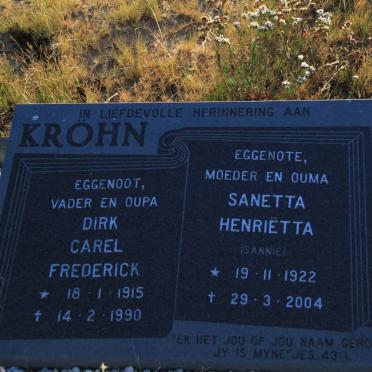 IN LIEFDEVOLLE HERINNERING AAN
KRÖHN
EGGENOOT,
VADER EN OUPA
DIRK
CAREL
FREDERICK
★ 18·1·1915
✝ 14·2·1990
EGGENOTE,
MOEDER EN OUMA
SANETTA
HENRIËTTA
(SANNIE)
★ 19·11·1922
✝ 29·3·2004
"EK HET JOU OP JOU NAAM
JY IS MYNE" JES. 43:1